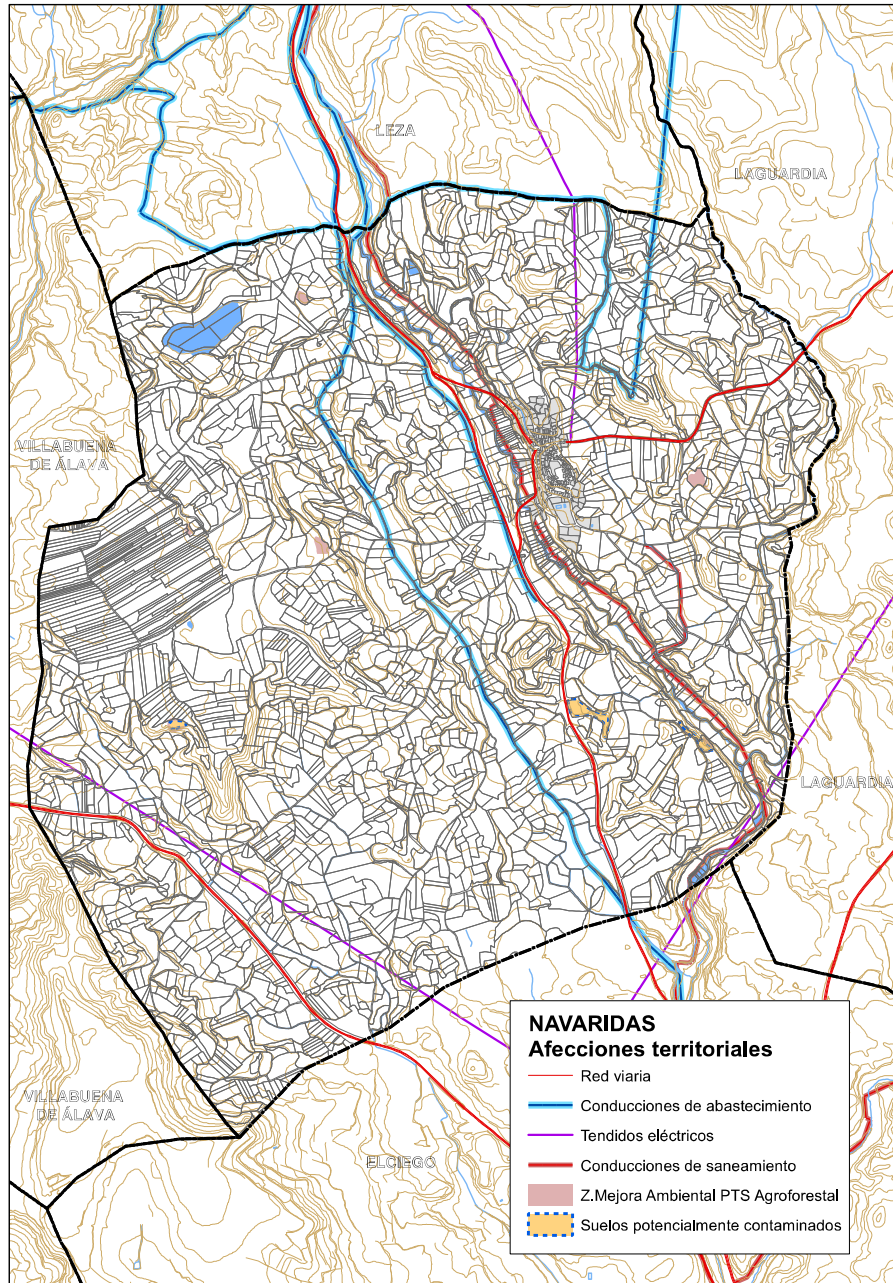 LEZA
LAGUARDIA
VILLABUENA
DE ÁLAVA
LAGUARDIA
VILLABUENA
DE ÁLAVA
ELCIEGO
NAVARIDAS
Afecciones territoriales
Red viaria
Conducciones de abastecimiento
Tendidos eléctricos
Conducciones de saneamiento
Z.Mejora Ambiental PTS Agroforestal
Suelos potencialmente contaminados